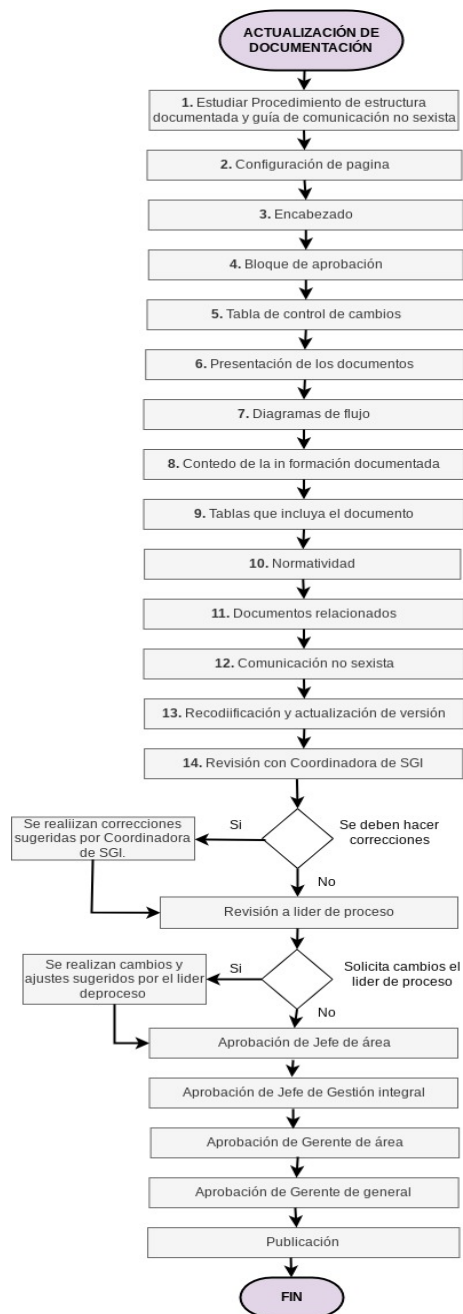 ACTUALIZACIÓN DE
DOCUMENTACIÓN
1. Estudiar Procedimiento de estructura
documentada y guía de comunicación no sexista
2. Configuración de pagina
3. Encabezado
4. Bloque de aprobación
5. Tabla de control de cambios
6. Presentación de los documentos
7. Diagramas de flujo
8. Contedo de la in formación documentada
9. Tablas que incluya el documento
10. Normatividad
11. Documentos relacionados
12. Comunicación no sexista
13. Recodiificación y actualización de versión
14. Revisión con Coordinadora de SGI
Se deben hacer
correcciones
Si
Se realiizan correcciones
sugeridas por Coordinadora
de SGI.
No
Revisión a lider de proceso
Solicita cambios el
lider de proceso
Si
Se realizan cambios y
ajustes sugeridos por el lider
deproceso
No
Aprobación de Jefe de área
Aprobación de Jefe de Gestión integral
Aprobación de Gerente de área
Aprobación de Gerente de general
Publicación
FIN